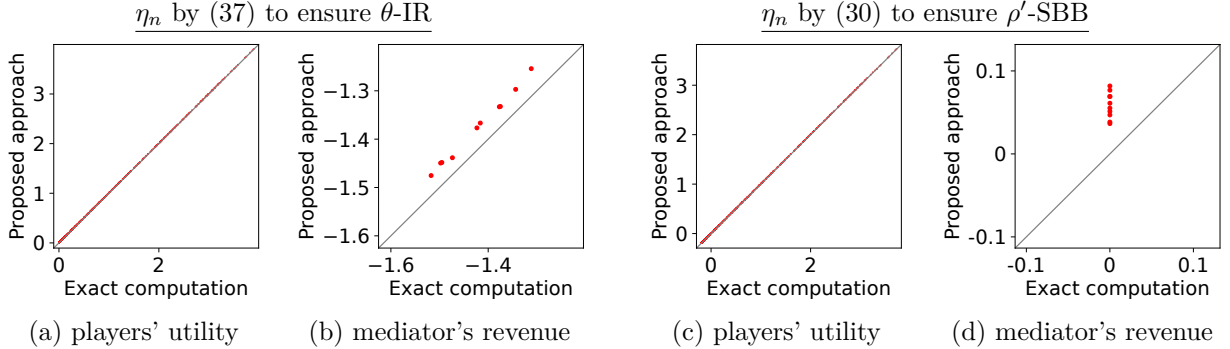 η_n by (37) to ensure θ-IR
η_n by (30) to ensure ρ′-SBB
Proposed approach
3
2
1
0
0
2
Exact computation
(a) players' utility
Proposed approach
−1.3
−1.4
−1.5
−1.6
−1.6
−1.4
Exact computation
(b) mediator's revenue
Proposed approach
3
2
1
0
0
2
Exact computation
(c) players' utility
Proposed approach
0.1
0
-0.1
-0.1
0
0.1
Exact computation
(d) mediator's revenue